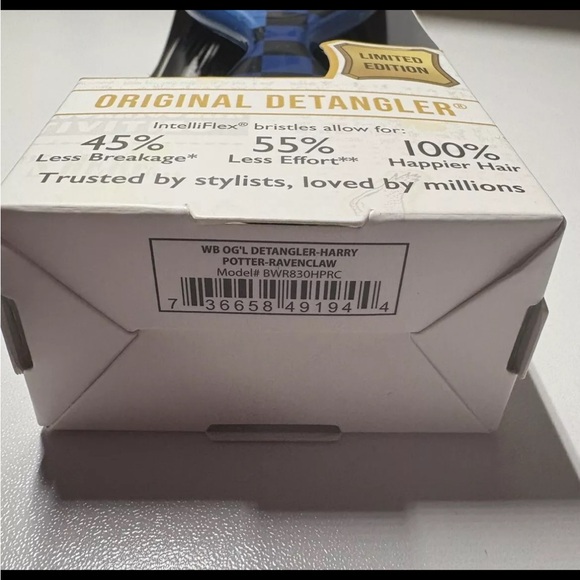 LIMITED
EDITION
ORIGINAL DETANGLER®
IntelliFlex® bristles allow for:
45% 55% 100%
Less Breakage* Less Effort** Happier Hair
Trusted by stylists, loved by millions
WB OG'L DETANGLER-HARRY
POTTER-RAVENCLAW
Model# BWR830HPRC
7 36658 49194 4